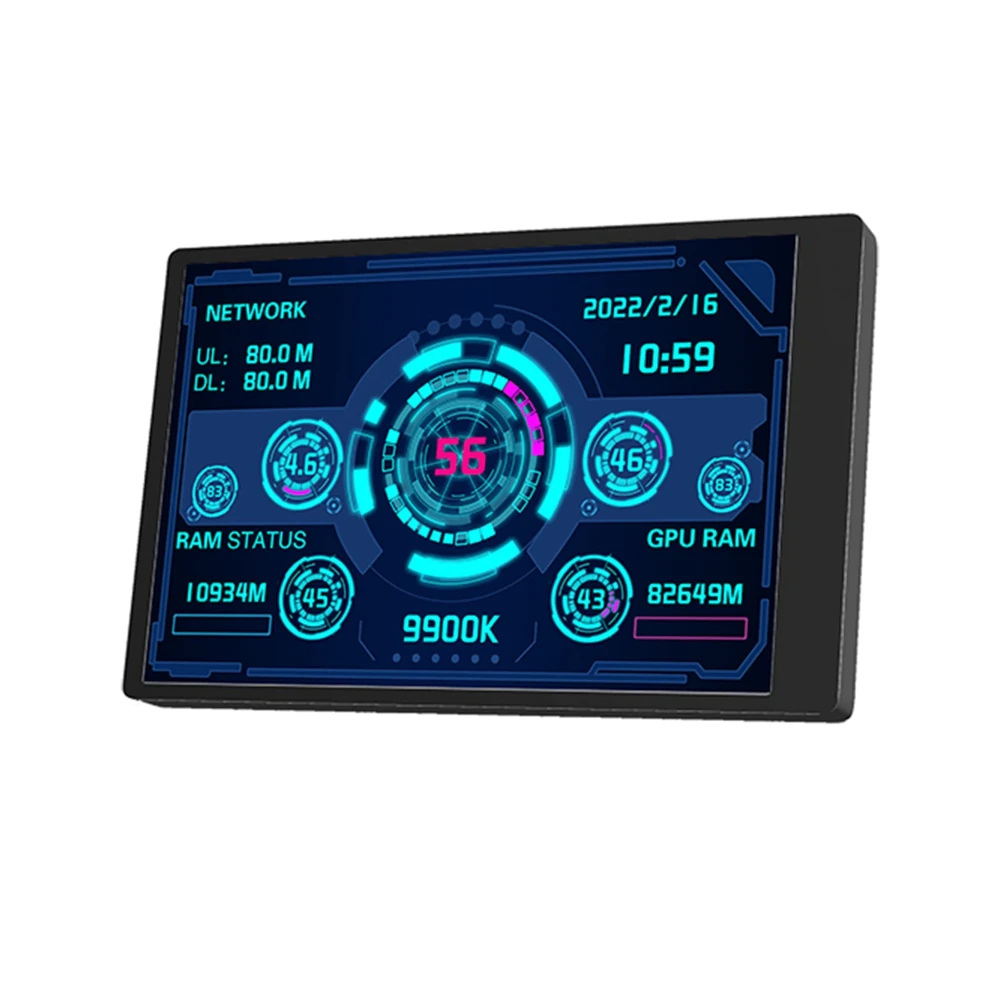 NETWORK
2022/2/16
UL: 80.0 M
10:59
DL: 80.0 M
4.6
56
46
83
83
RAM STATUS
GPU RAM
10934M
45
43
82649M
9900K